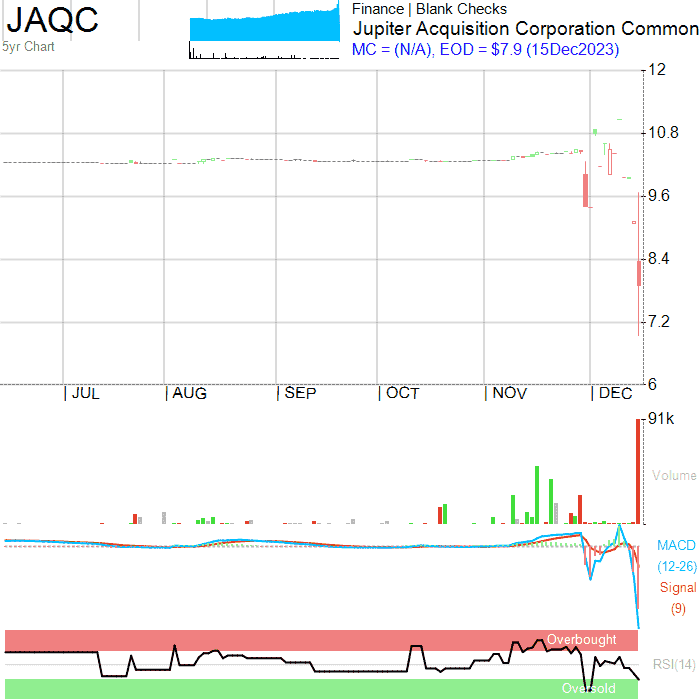 JAQC
5yr Chart
Finance | Blank Checks
Jupiter Acquisition Corporation Common
MC = (N/A), EOD = $7.9 (15Dec2023)
12
10.8
9.6
8.4
7.2
6
| JUL | AUG | SEP | OCT | NOV | DEC
91k
Volume
MACD
(12-26)
Signal
(9)
Overbought
RSI(14)
Oversold